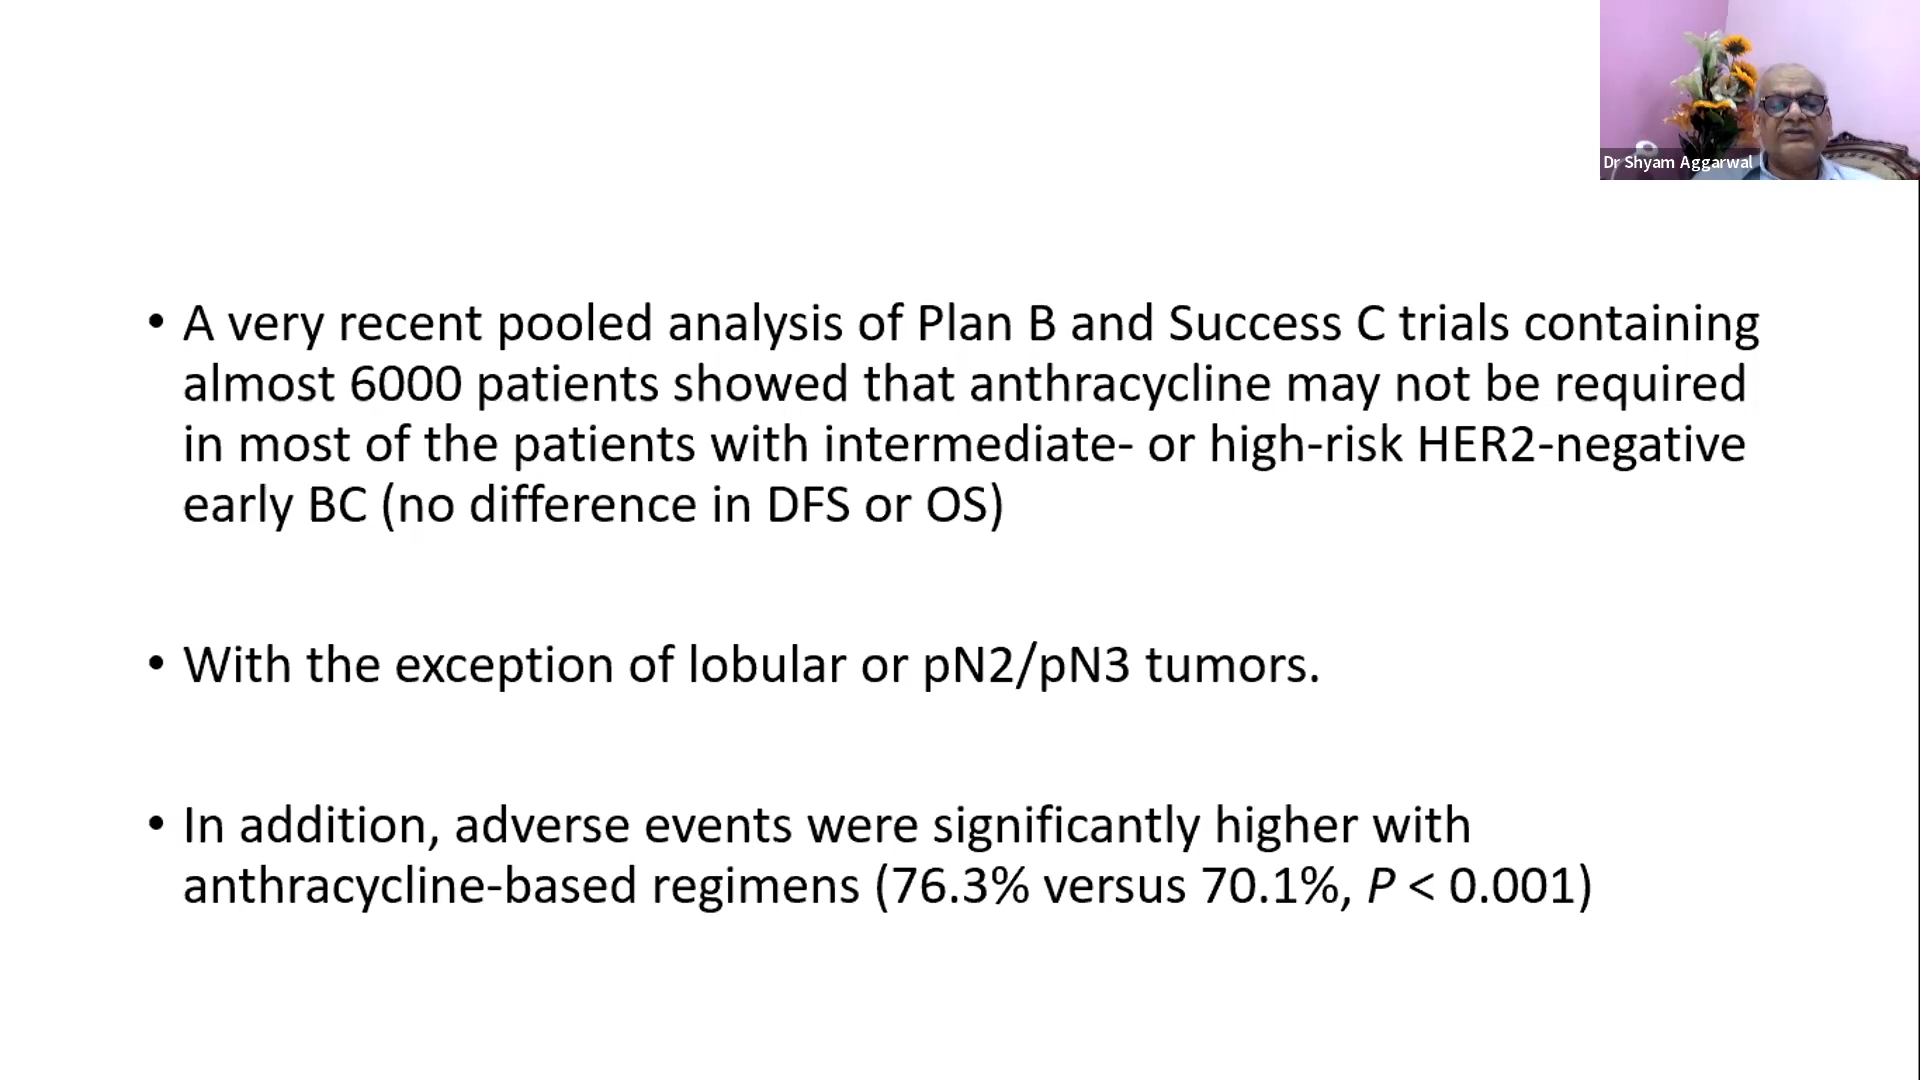 Dr Shyam Aggarwal
• A very recent pooled analysis of Plan B and Success C trials containing
almost 6000 patients showed that anthracycline may not be required
in most of the patients with intermediate- or high-risk HER2-negative
early BC (no difference in DFS or OS)
• With the exception of lobular or pN2/pN3 tumors.
• In addition, adverse events were significantly higher with
anthracycline-based regimens (76.3% versus 70.1%, P < 0.001)